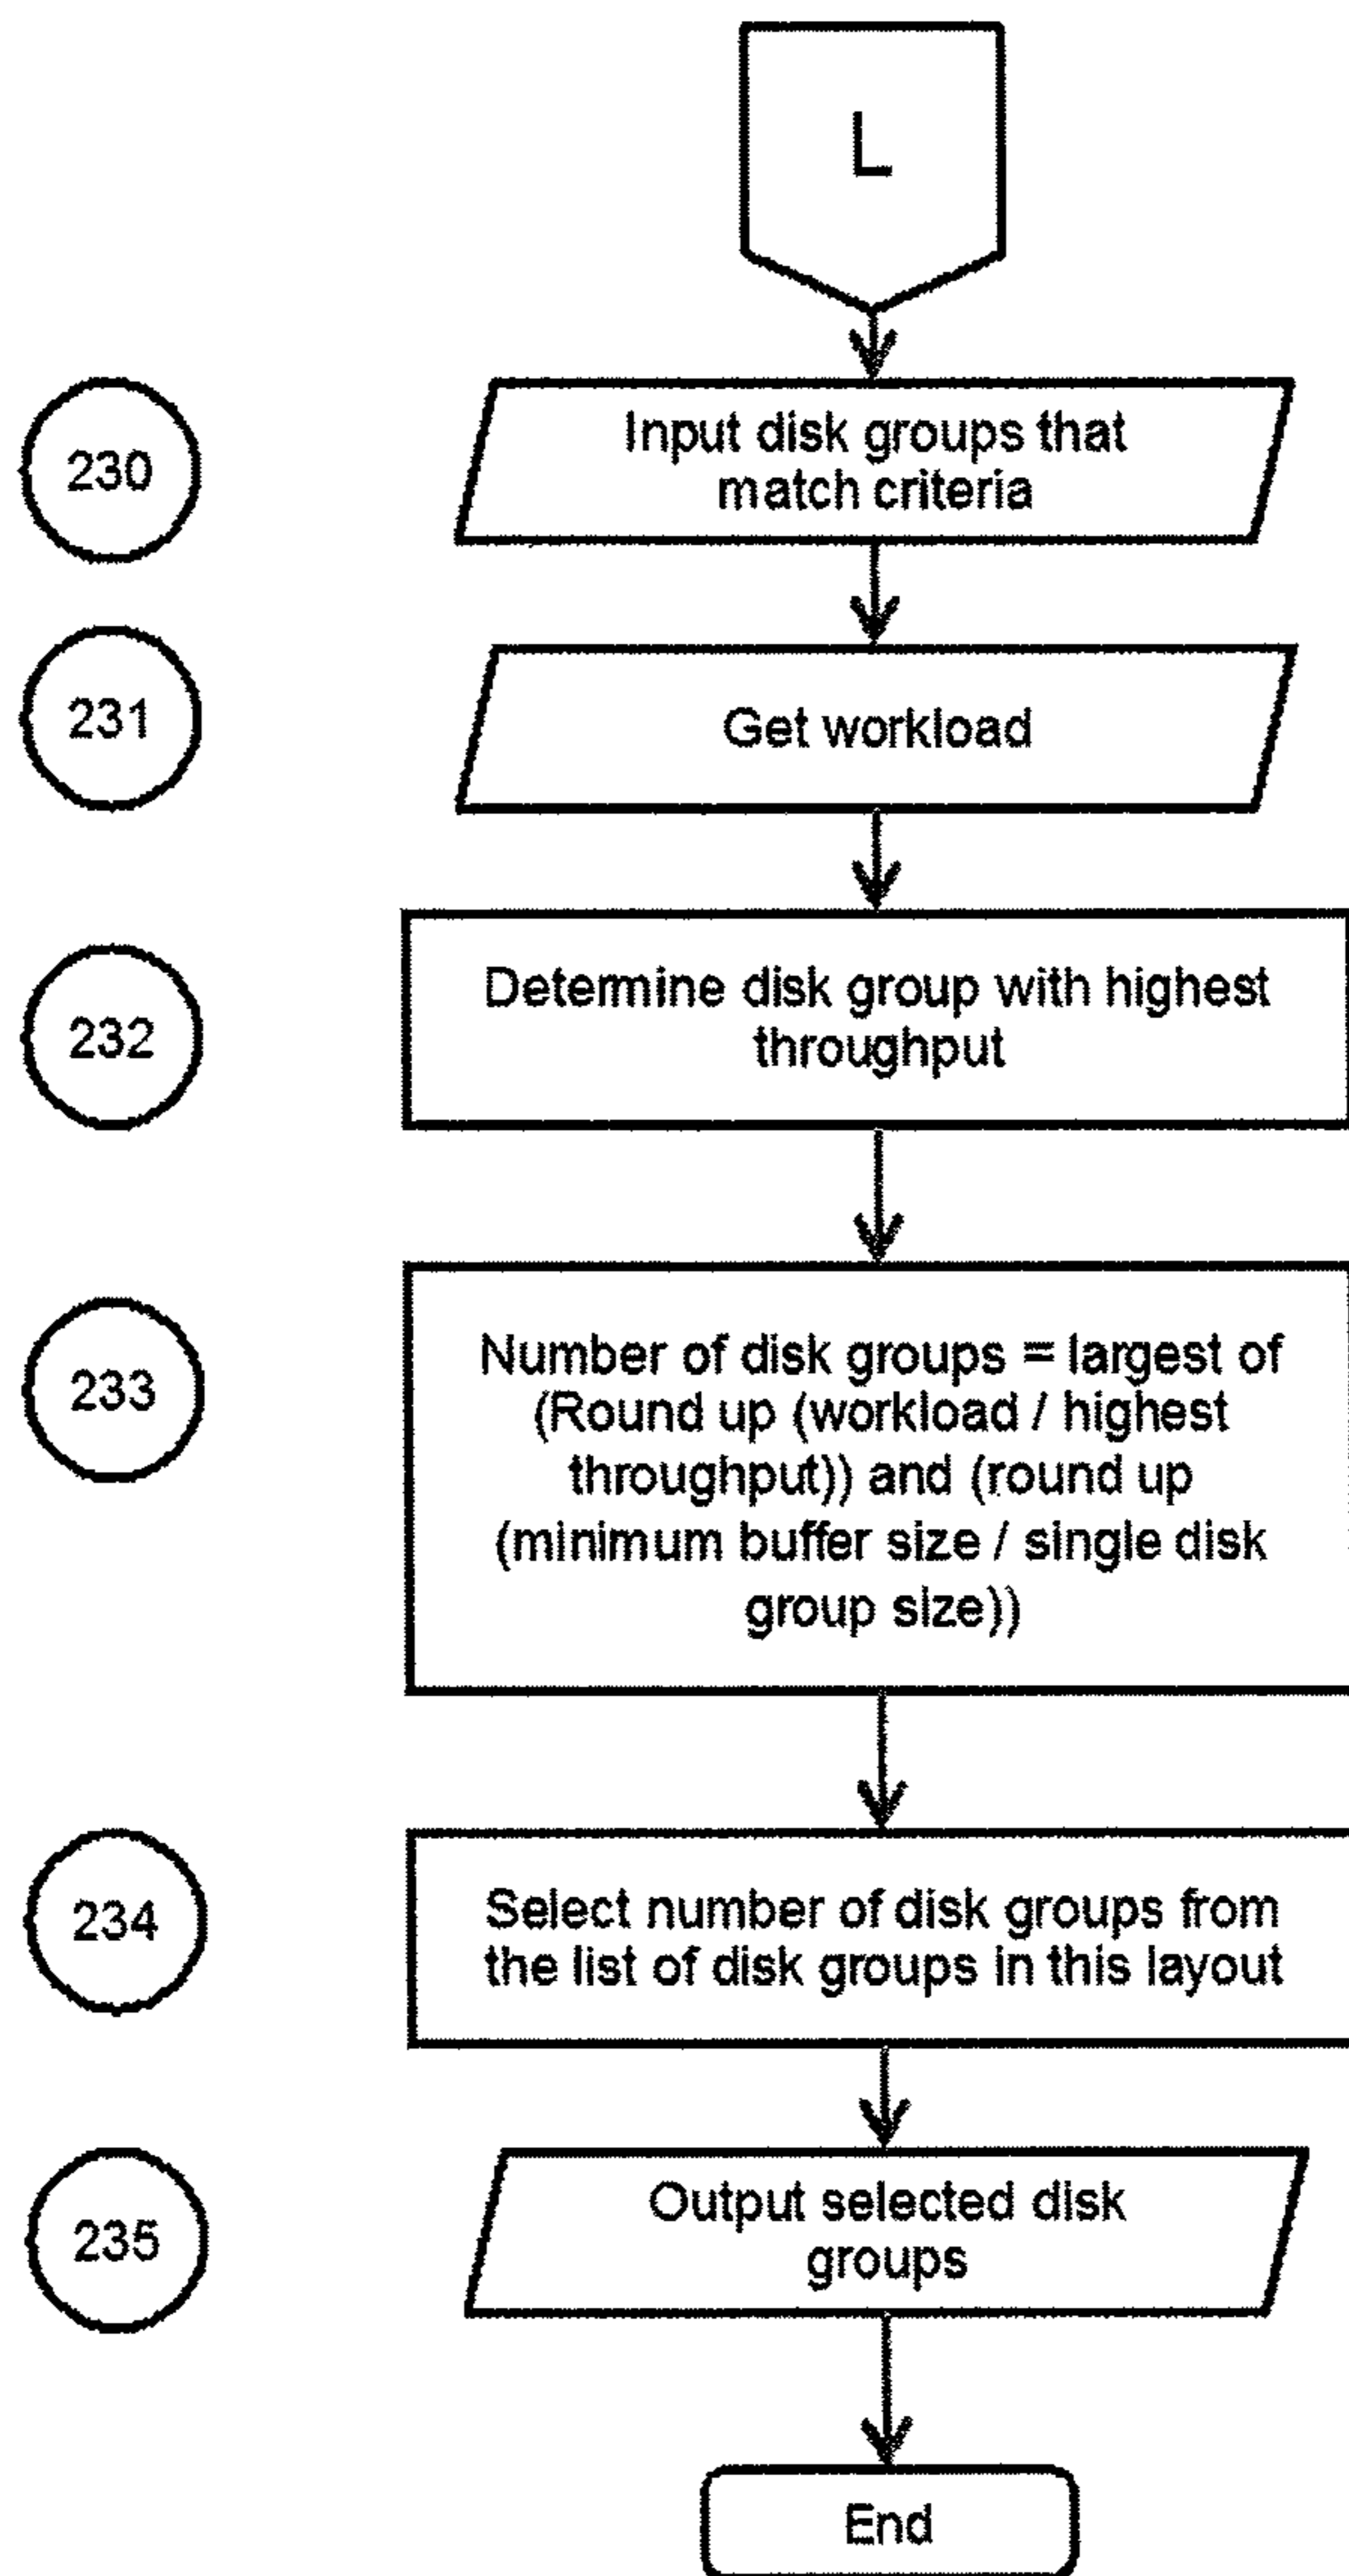 L
230
Input disk groups that
match criteria
231
Get workload
232
Determine disk group with highest
throughput
233
Number of disk groups = largest of
(Round up (workload / highest
throughput)) and (round up
(minimum buffer size / single disk
group size))
234
Select number of disk groups from
the list of disk groups in this layout
235
Output selected disk
groups
End